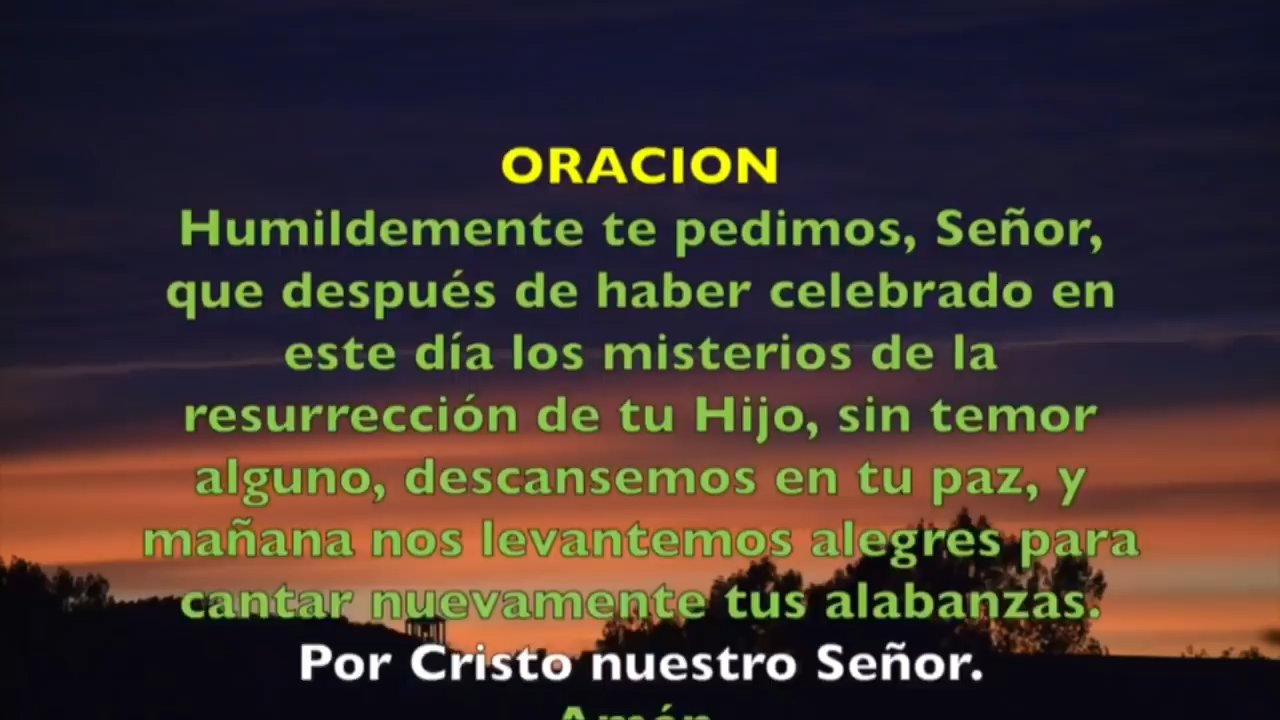 ORACION
Humildemente te pedimos, Señor,
que después de haber celebrado en
este día los misterios de la
resurrección de tu Hijo, sin temor
alguno, descansemos en tu paz, y
mañana nos levantemos alegres para
cantar nuevamente tus alabanzas.
Por Cristo nuestro Señor.
Amén